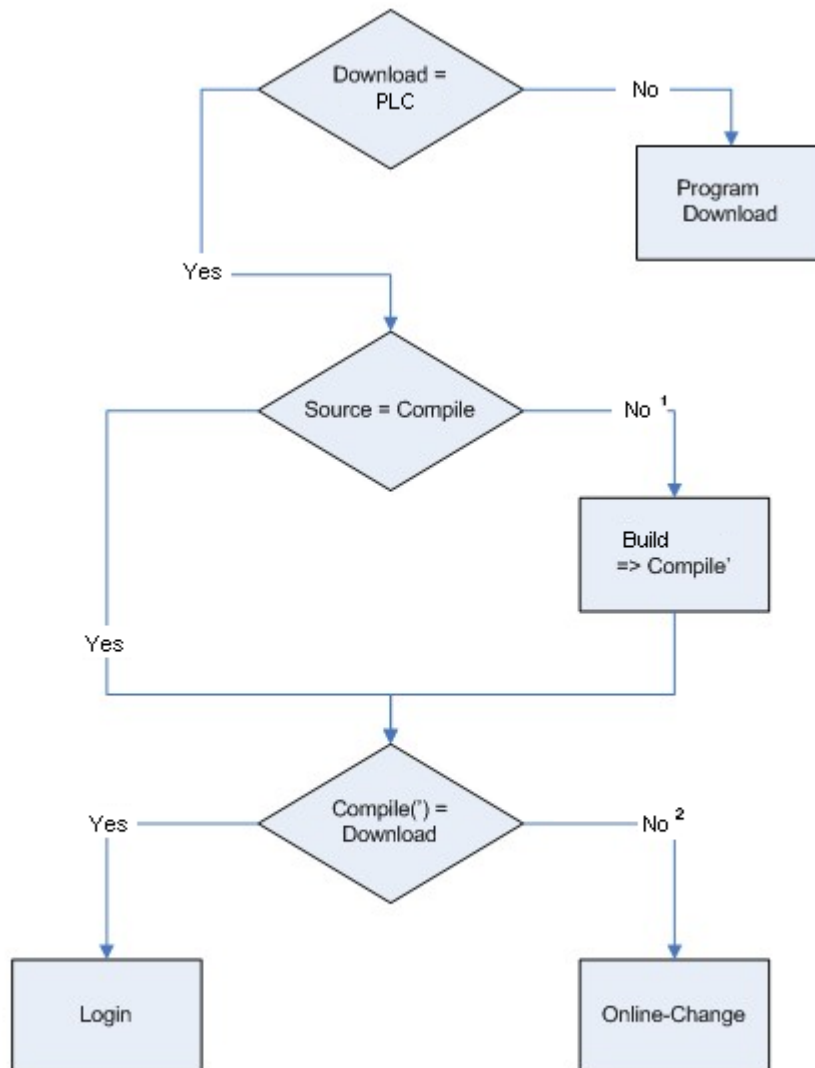 Download =
PLC
No
Program
Download
Yes
Source = Compile
No ¹
Build
=> Compile’
Yes
Compile(’) =
Download
Yes
No ²
Login
Online-Change